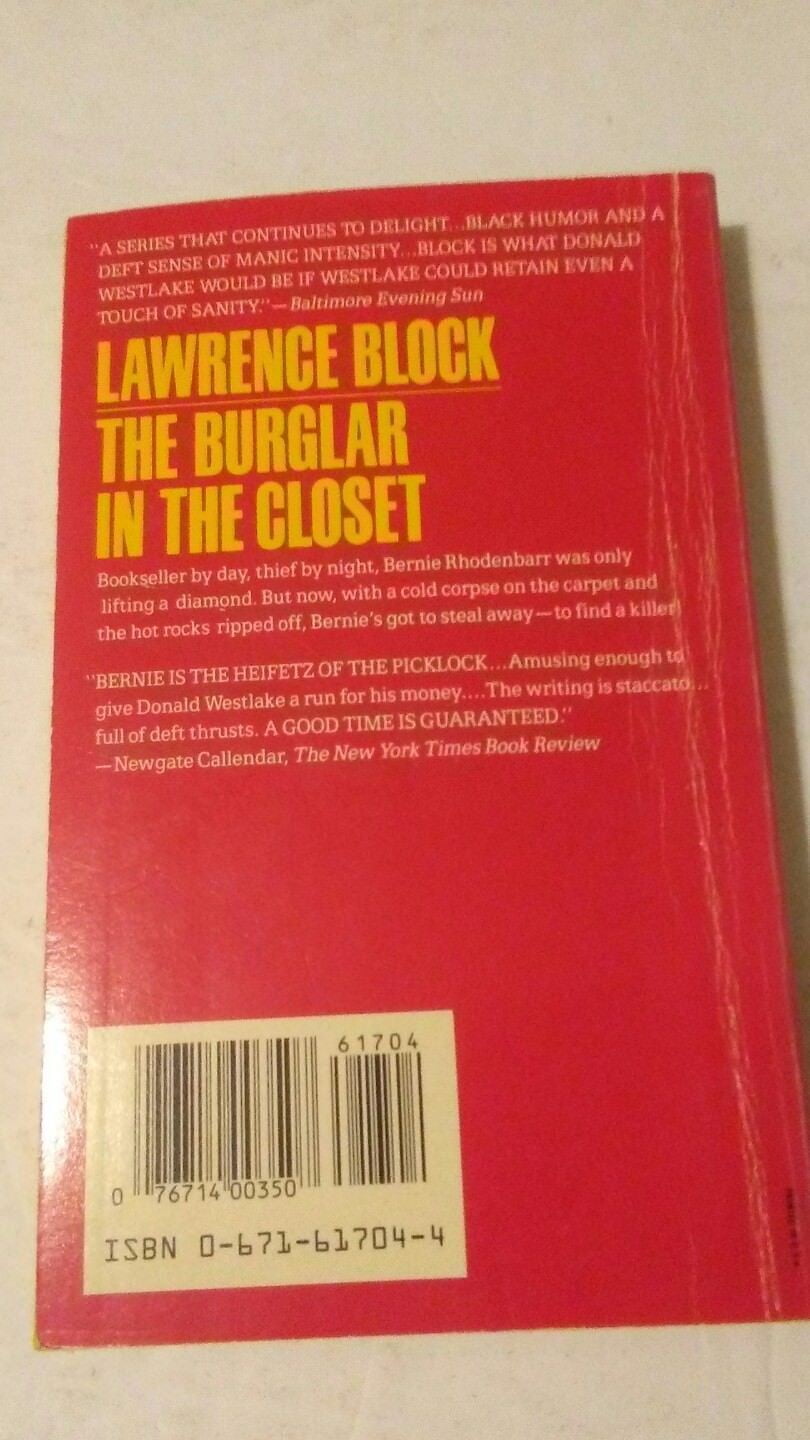 "A SERIES THAT CONTINUES TO DELIGHT...BLACK HUMOR AND A
DEFT SENSE OF MANIC INTENSITY...BLOCK IS WHAT DONALD
WESTLAKE WOULD BE IF WESTLAKE COULD RETAIN EVEN A
TOUCH OF SANITY."—Baltimore Evening Sun
LAWRENCE BLOCK
THE BURGLAR
IN THE CLOSET
Bookseller by day, thief by night, Bernie Rhodenbarr was only
lifting a diamond. But now, with a cold corpse on the carpet and
the hot rocks ripped off, Bernie's got to steal away—to find a killer!
"BERNIE IS THE HEIFETZ OF THE PICKLOCK...Amusing enough to
give Donald Westlake a run for his money....The writing is staccato...
full of deft thrusts. A GOOD TIME IS GUARANTEED."
—Newgate Callendar, The New York Times Book Review
61704
0 76714 00350
ISBN 0-671-61704-4